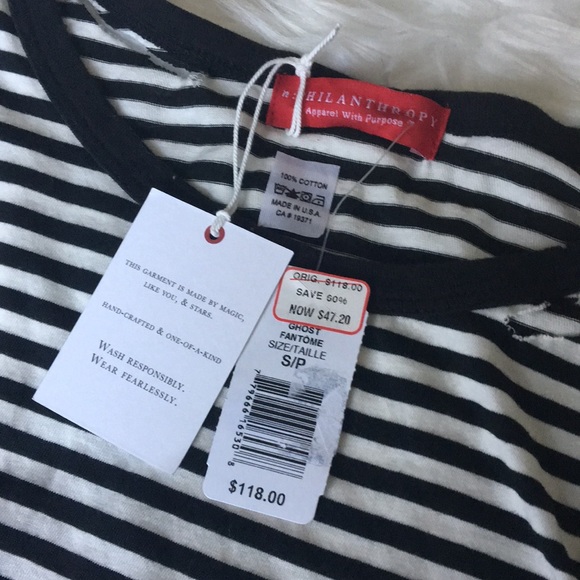 n:PHILANTHROPY
Apparel With Purpose
100% COTTON
MADE IN U.S.A.
CA # 19371
THIS GARMENT IS MADE BY MAGIC,
LIKE YOU, & STARS.
HAND-CRAFTED & ONE-OF-A-KIND
WASH RESPONSIBLY.
WEAR FEARLESSLY.
ORIG. $118.00
SAVE 60%
NOW $47.20
GHOST
FANTOME
SIZE/TAILLE
S/P
$118.00